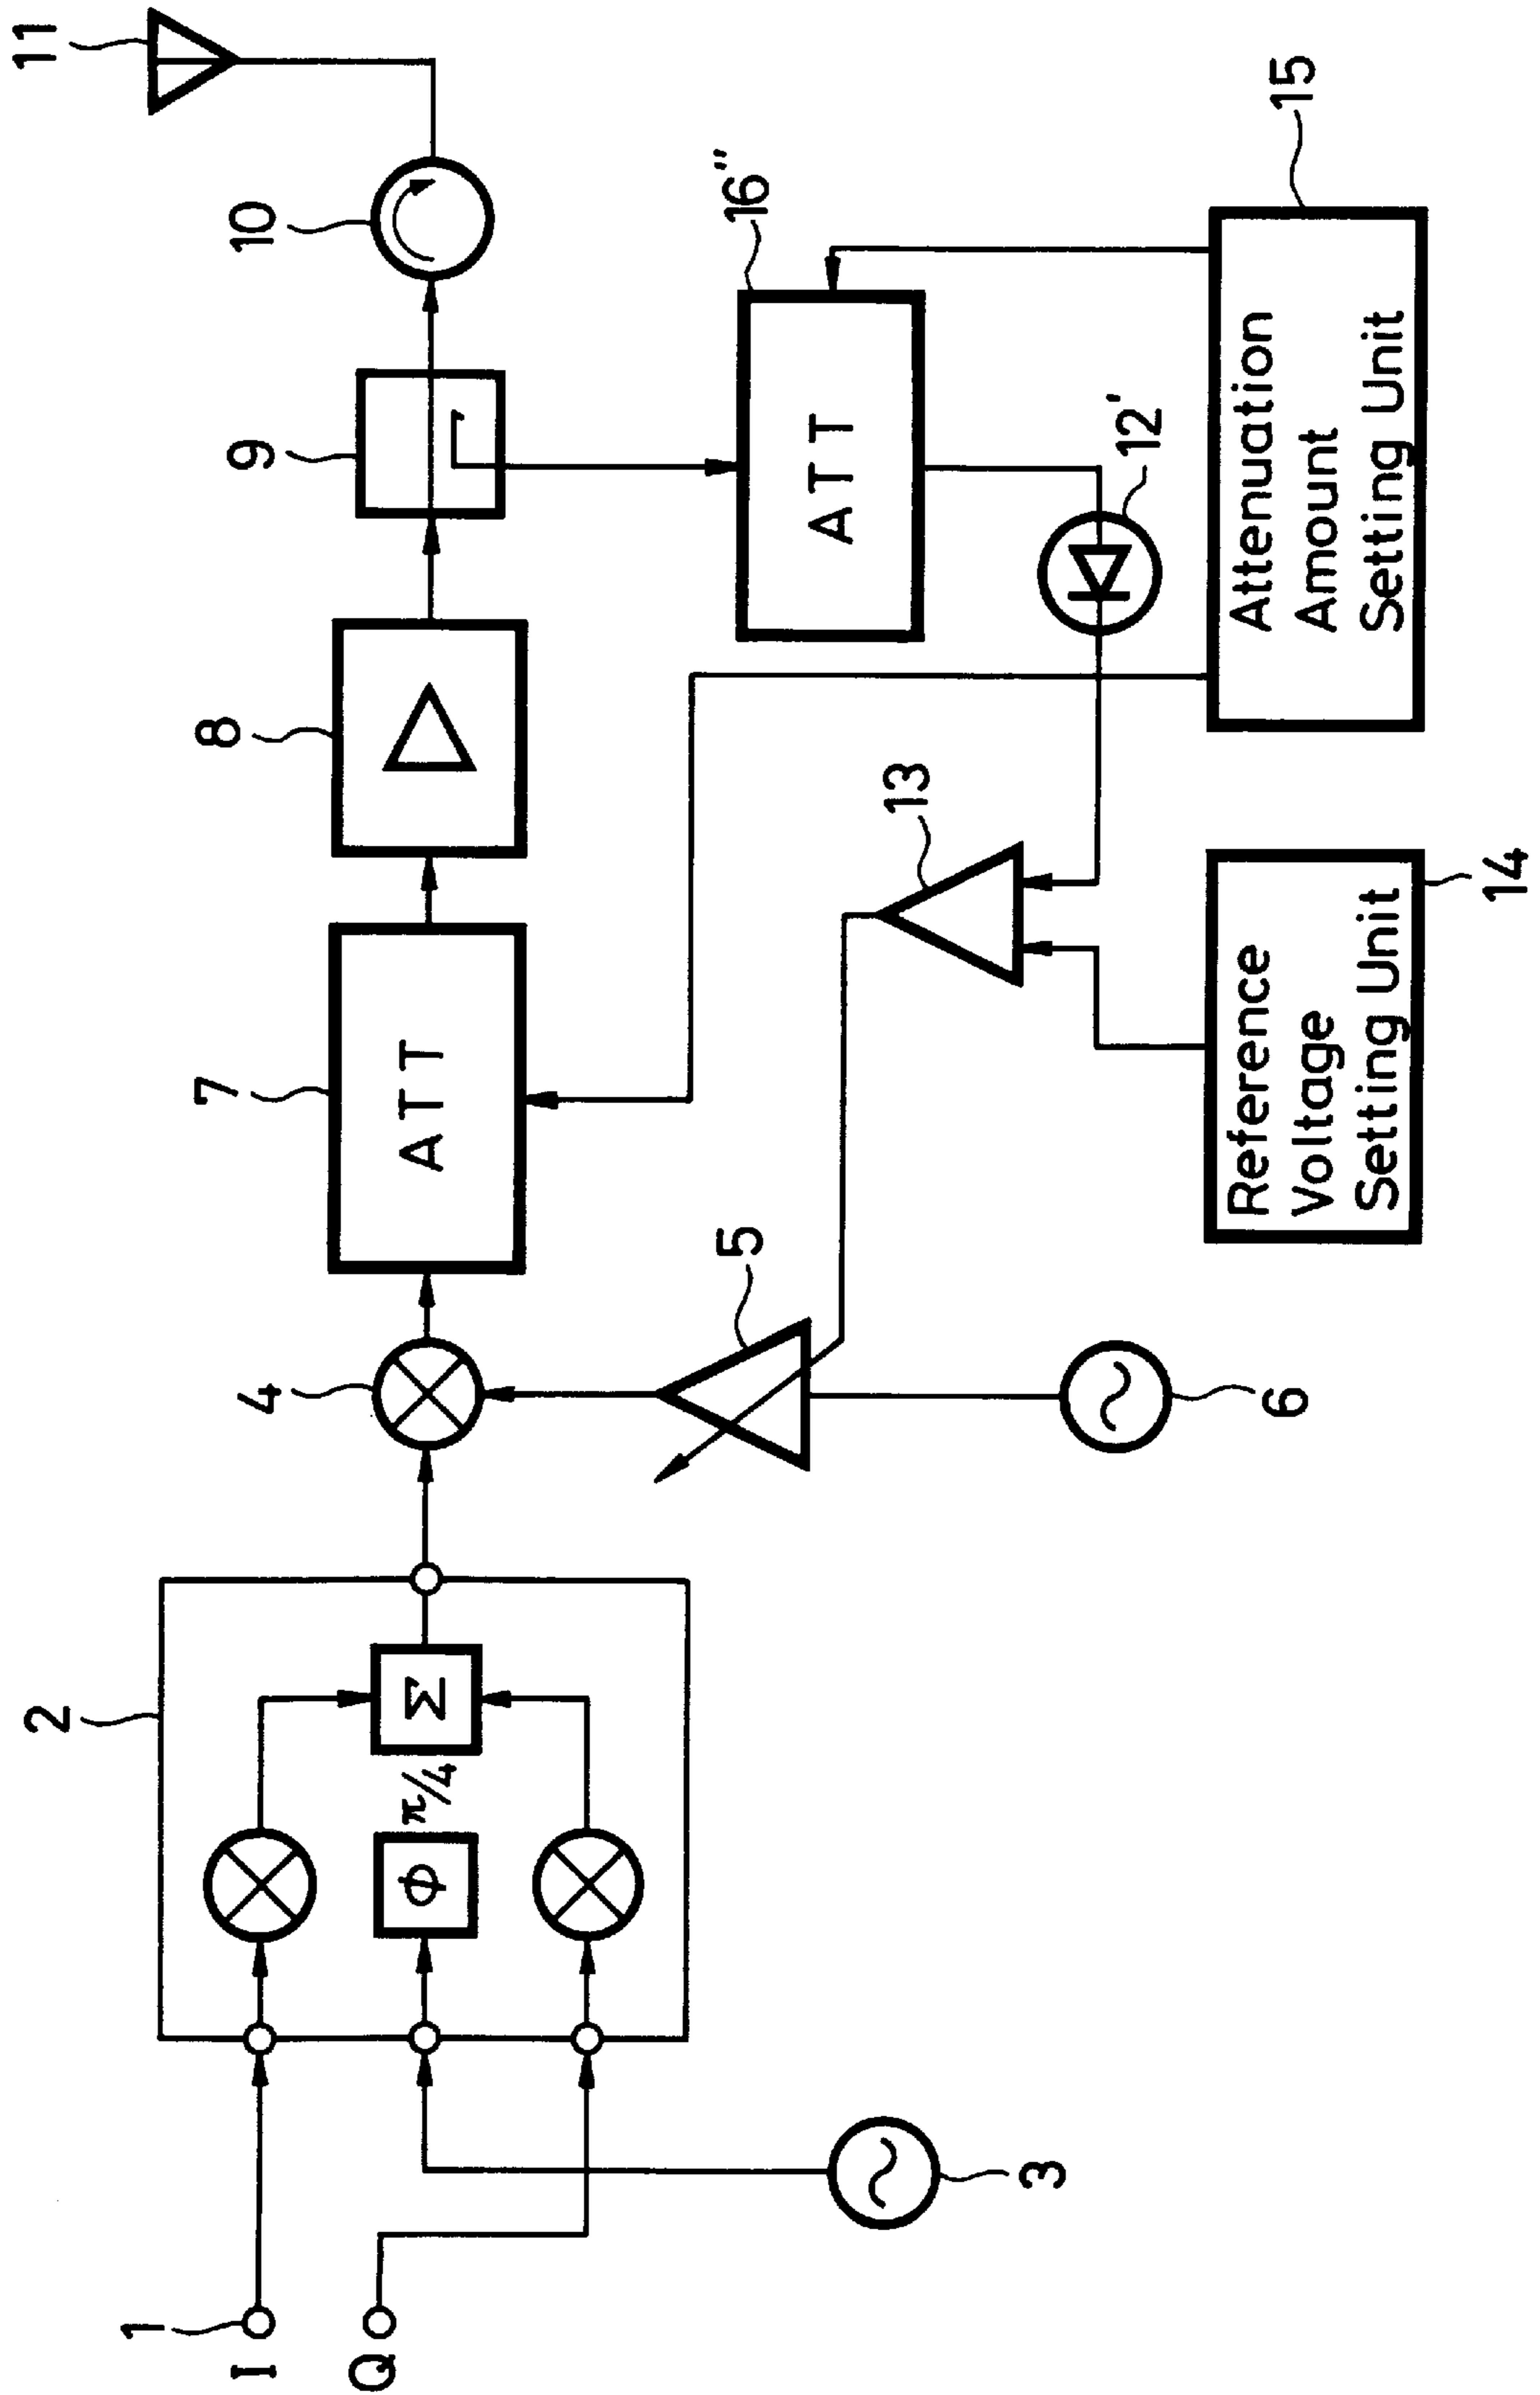 1
I
Q
2
Φ
π/4
Σ
3
4
5
6
7
ATT
8
9
10
11
16"
ATT
12'
13
Reference
Voltage
Setting Unit
14
Attenuation
Amount
Setting Unit
15